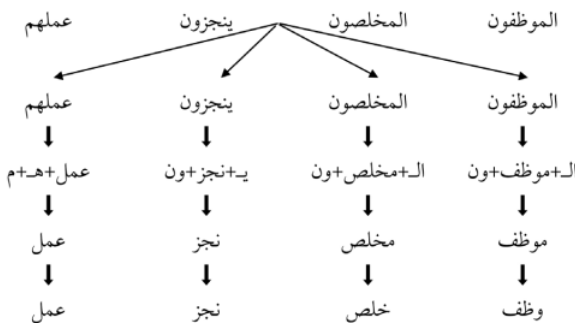 الموظفون المخلصون ينجزون عملهم
الموظفون المخلصون ينجزون عملهم
الـ+موظف+ون الـ+مخلص+ون يـ+نجز+ون عمل+هـ+م
موظف مخلص نجز عمل
وظف خلص نجز عمل